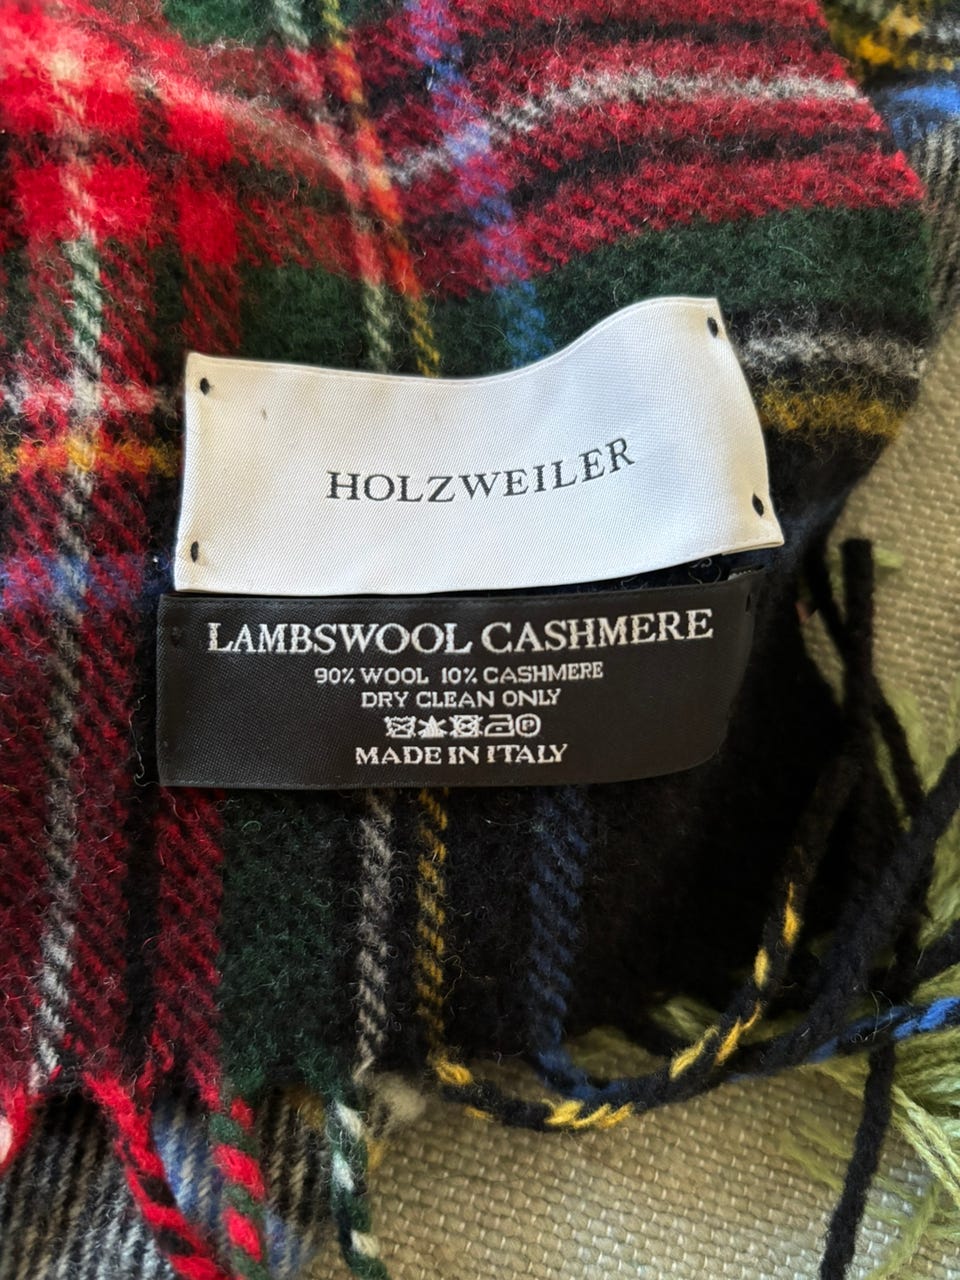 HOLZWEILER
LAMBSWOOL CASHMERE
90% WOOL 10% CASHMERE
DRY CLEAN ONLY
P
MADE IN ITALY